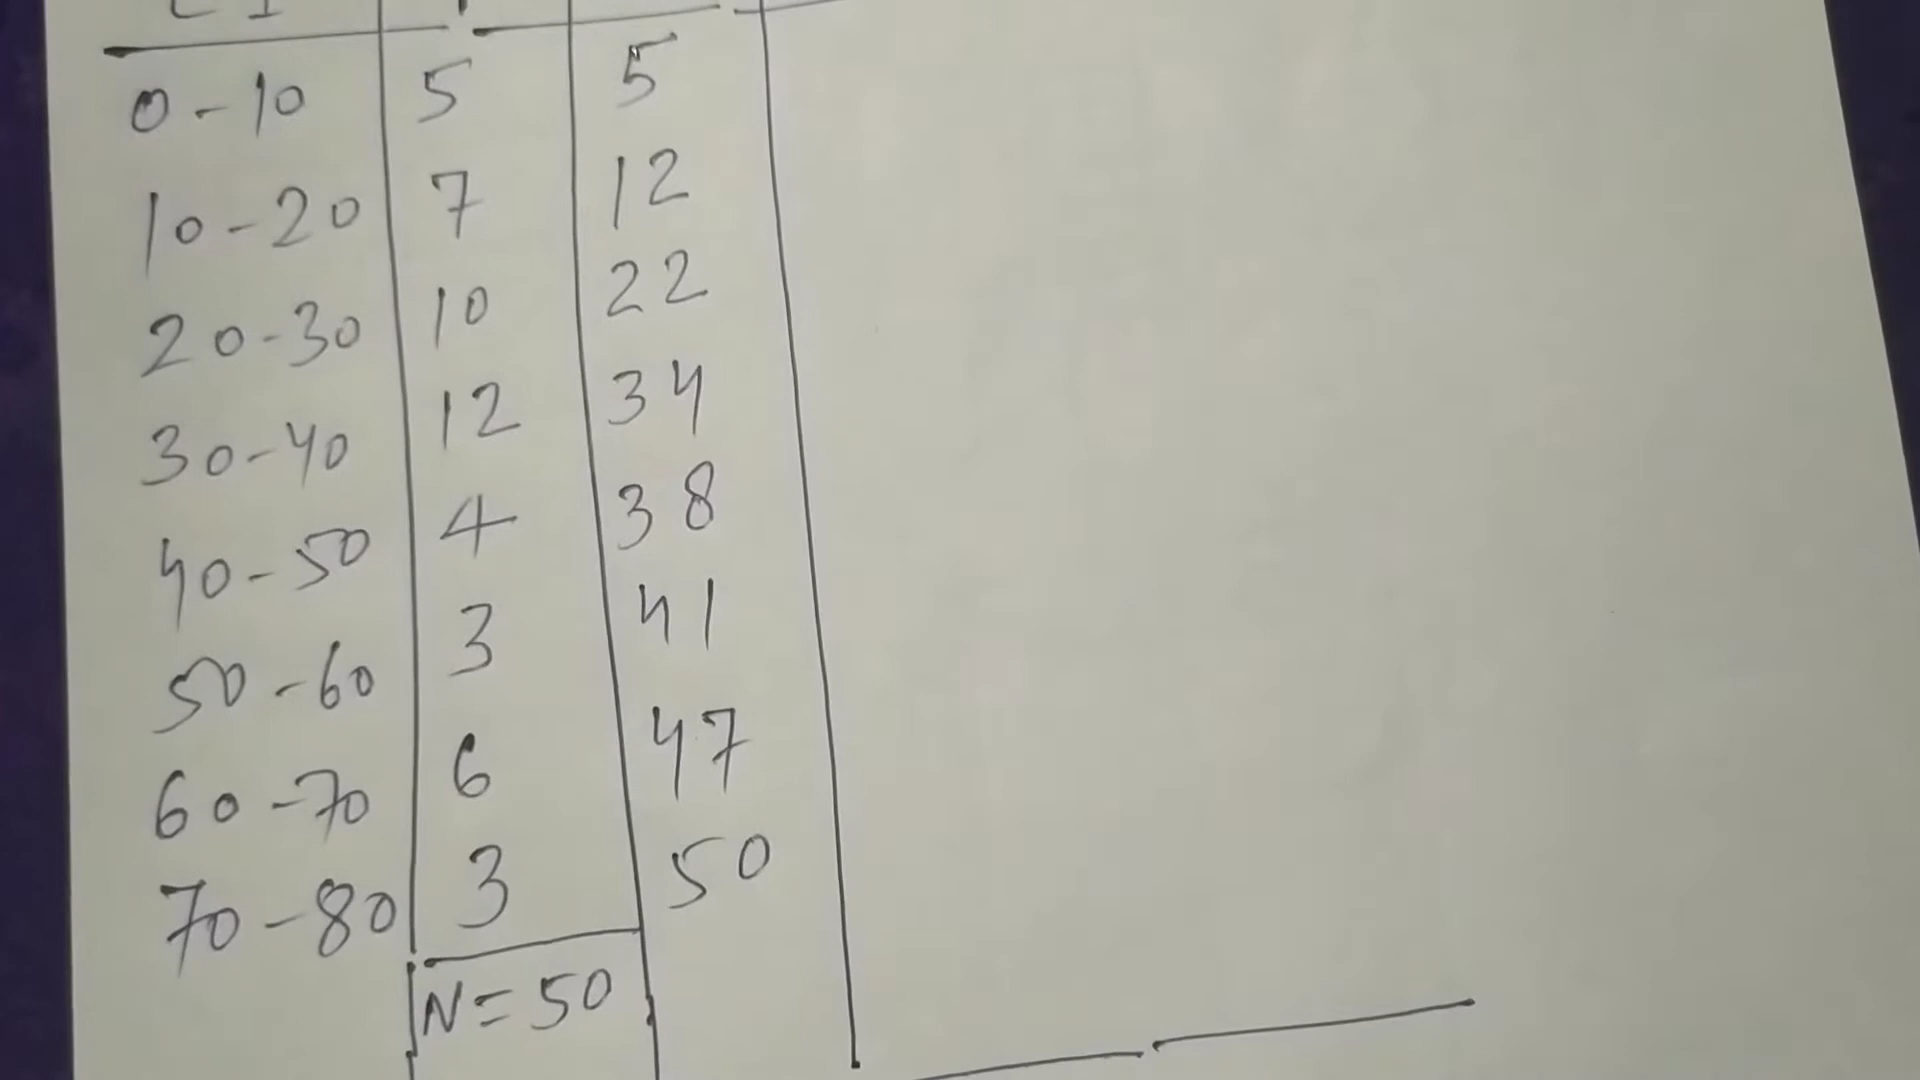 CI
0-10 5 5
10-20 7 12
20-30 10 22
30-40 12 34
40-50 4 38
50-60 3 41
60-70 6 47
70-80 3 50
N=50